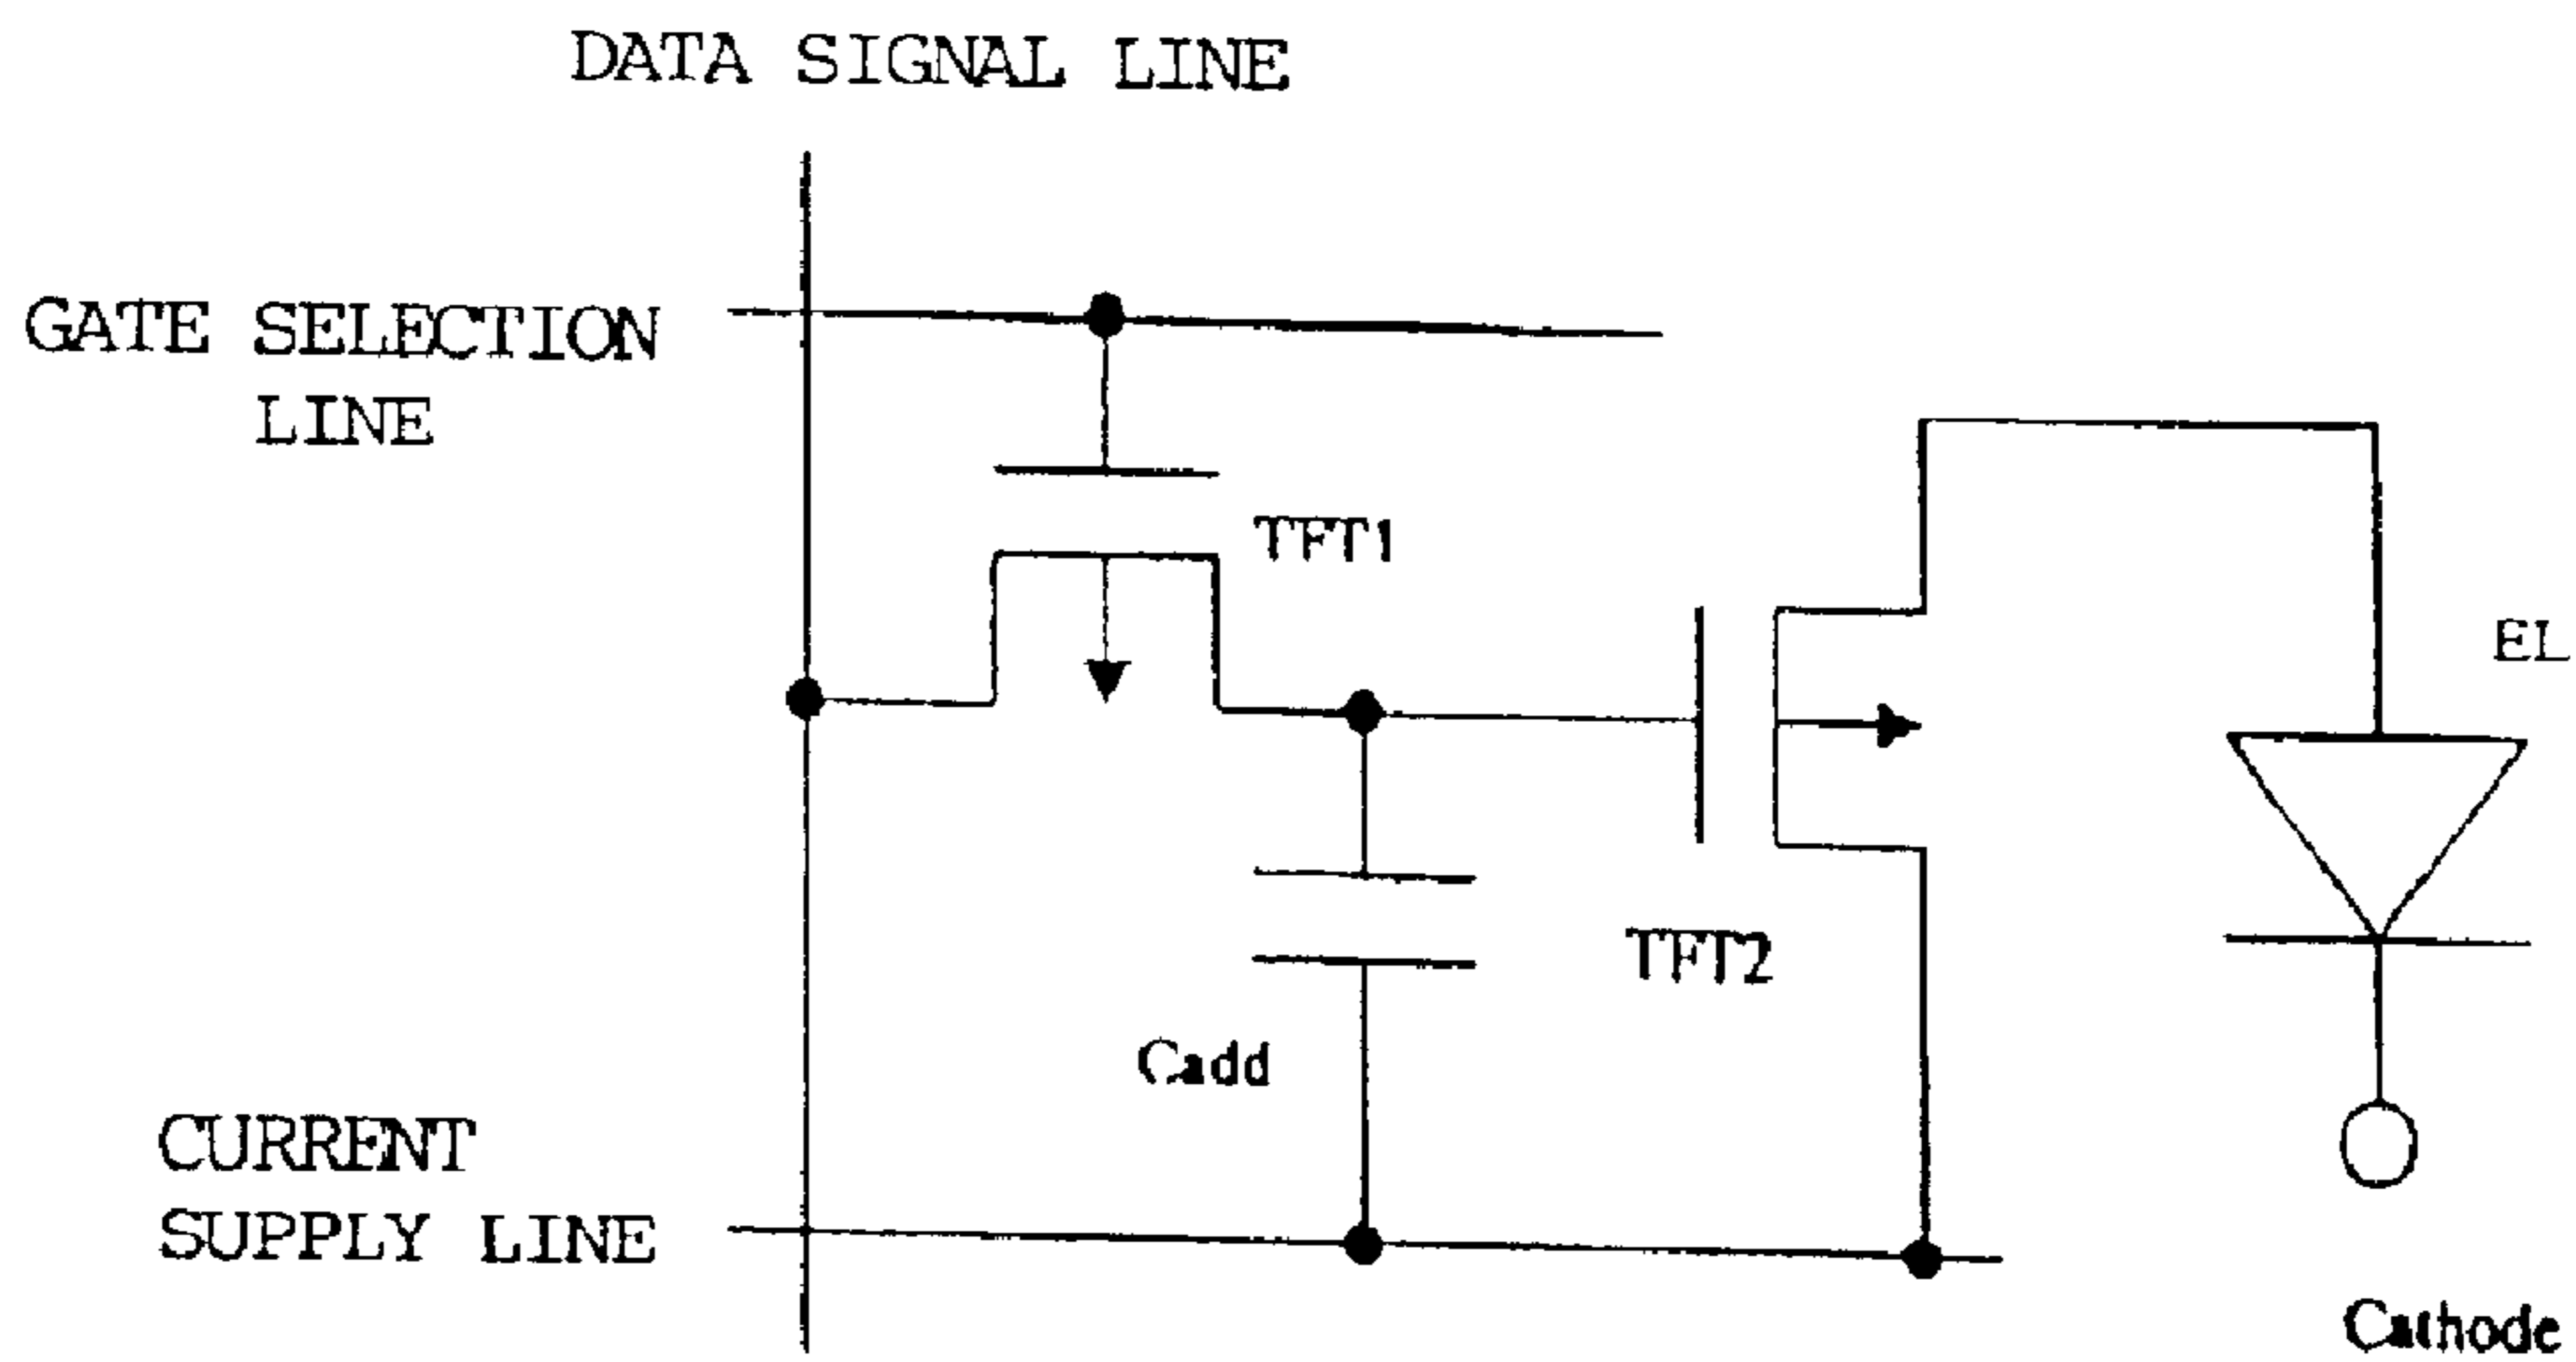 DATA SIGNAL LINE
GATE SELECTION
LINE
TFT1
EL
TFT2
Cadd
CURRENT
SUPPLY LINE
Cathode